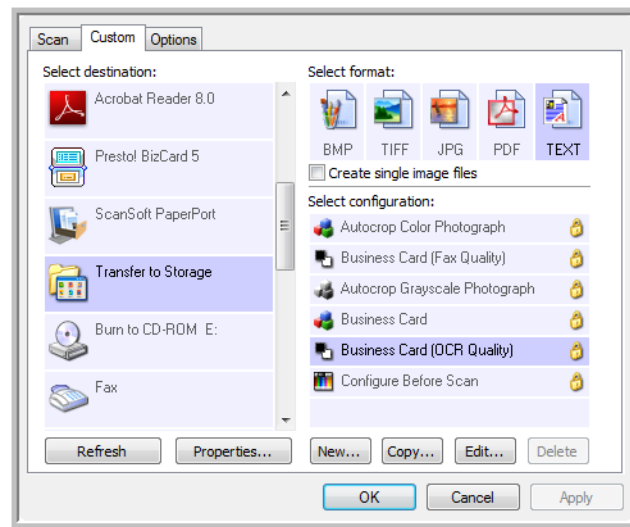 Scan Custom Options
Select destination:
Acrobat Reader 8.0
Presto! BizCard 5
ScanSoft PaperPort
Transfer to Storage
Burn to CD-ROM E:
Fax
Refresh Properties...
Select format:
BMP TIFF JPG PDF TEXT
Create single image files
Select configuration:
Autocrop Color Photograph
Business Card (Fax Quality)
Autocrop Grayscale Photograph
Business Card
Business Card (OCR Quality)
Configure Before Scan
New... Copy... Edit... Delete
OK Cancel Apply